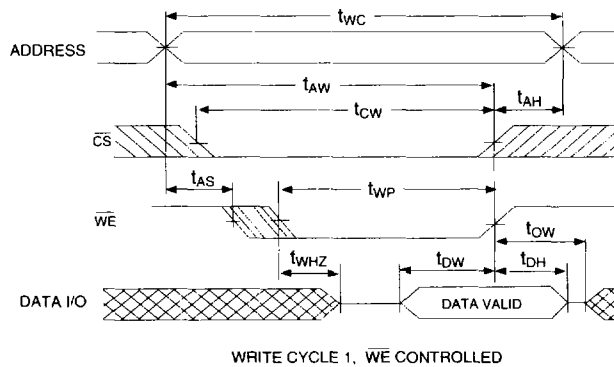 tWC
ADDRESS
tAW
tCW
tAH
CS
tAS
tWP
WE
tOW
tWHZ
tDW
tDH
DATA I/O
DATA VALID
WRITE CYCLE 1, WE CONTROLLED